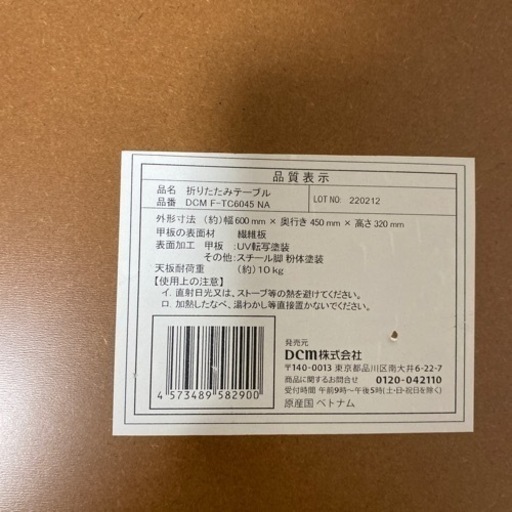 品質表示
品名 折りたたみテーブル
品番 DCM F-TC6045 NA
LOT NO: 220212
外形寸法 (約)幅600mm × 奥行き450mm × 高さ320mm
甲板の表面材 繊維板
表面加工 甲板 :UV転写塗装
その他:スチール脚 粉体塗装
天板耐荷重 (約)10kg
【使用上の注意】
イ. 直射日光又は、ストーブ等の熱を避けてください。
ロ. 加熱したなべ、湯わかし等直接置かないでください。
4 573489 582900
発売元
DCM株式会社
〒140-0013 東京都品川区南大井6-22-7
商品に関するお問合せ 0120-042110
受付時間 午前9時～午後5時(土・日・祝日を除く)
原産国 ベトナム